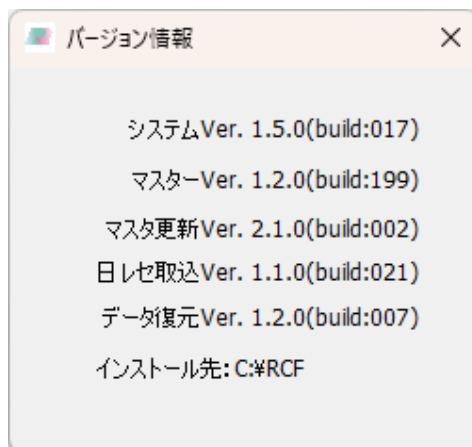 バージョン情報
システムVer. 1.5.0(build:017)
マスターVer. 1.2.0(build:199)
マスタ更新Ver. 2.1.0(build:002)
日レセ取込Ver. 1.1.0(build:021)
データ復元Ver. 1.2.0(build:007)
インストール先: C:¥RCF